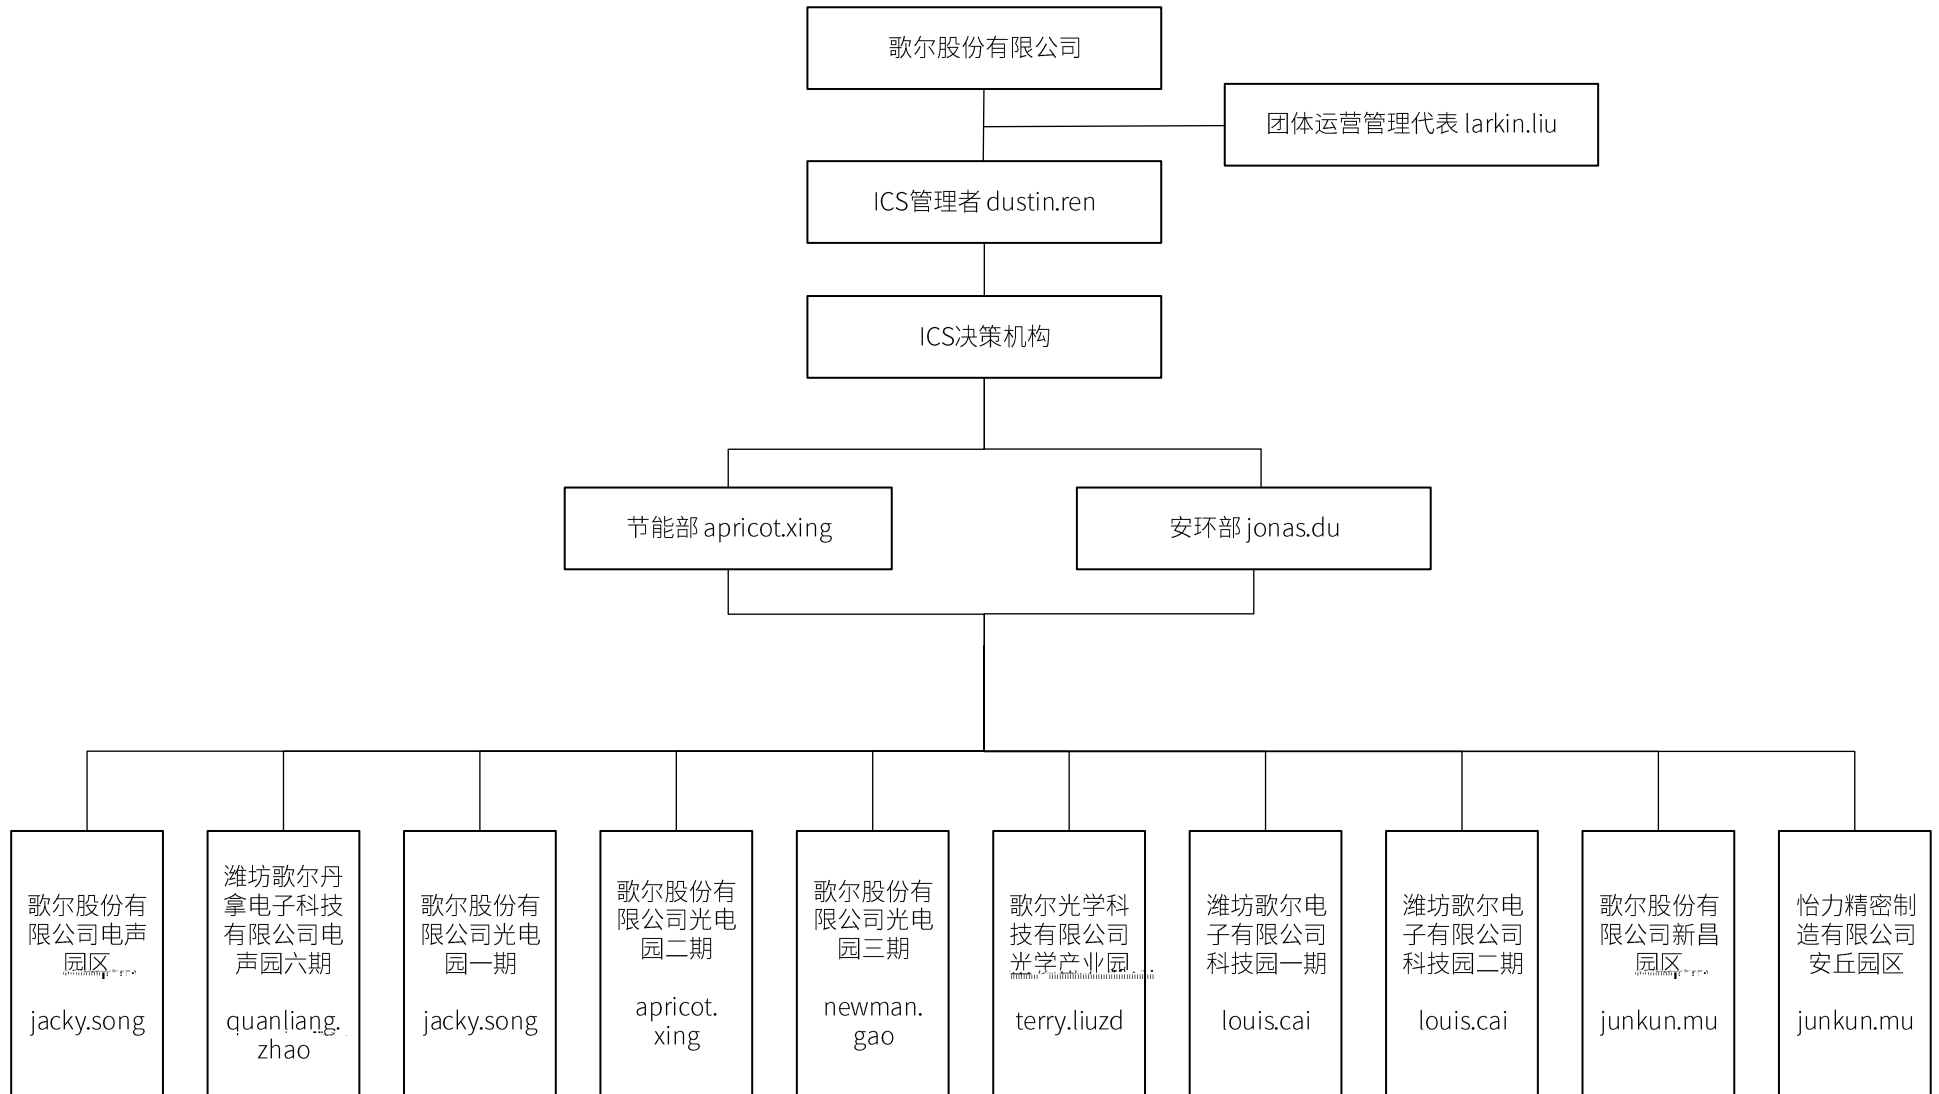 歌尔股份有限公司
团体运营管理代表 larkin.liu
ICS管理者 dustin.ren
ICS决策机构
节能部 apricot.xing
安环部 jonas.du
歌尔股份有
限公司电声
园区
jacky.song
潍坊歌尔丹
拿电子科技
有限公司电
声园六期
quanliang.
zhao
歌尔股份有
限公司光电
园一期
jacky.song
歌尔股份有
限公司光电
园二期
apricot.
xing
歌尔股份有
限公司光电
园三期
newman.
gao
歌尔光学科
技有限公司
光学产业园
terry.liuzd
潍坊歌尔电
子有限公司
科技园一期
louis.cai
潍坊歌尔电
子有限公司
科技园二期
louis.cai
歌尔股份有
限公司新昌
园区
junkun.mu
怡力精密制
造有限公司
安丘园区
junkun.mu